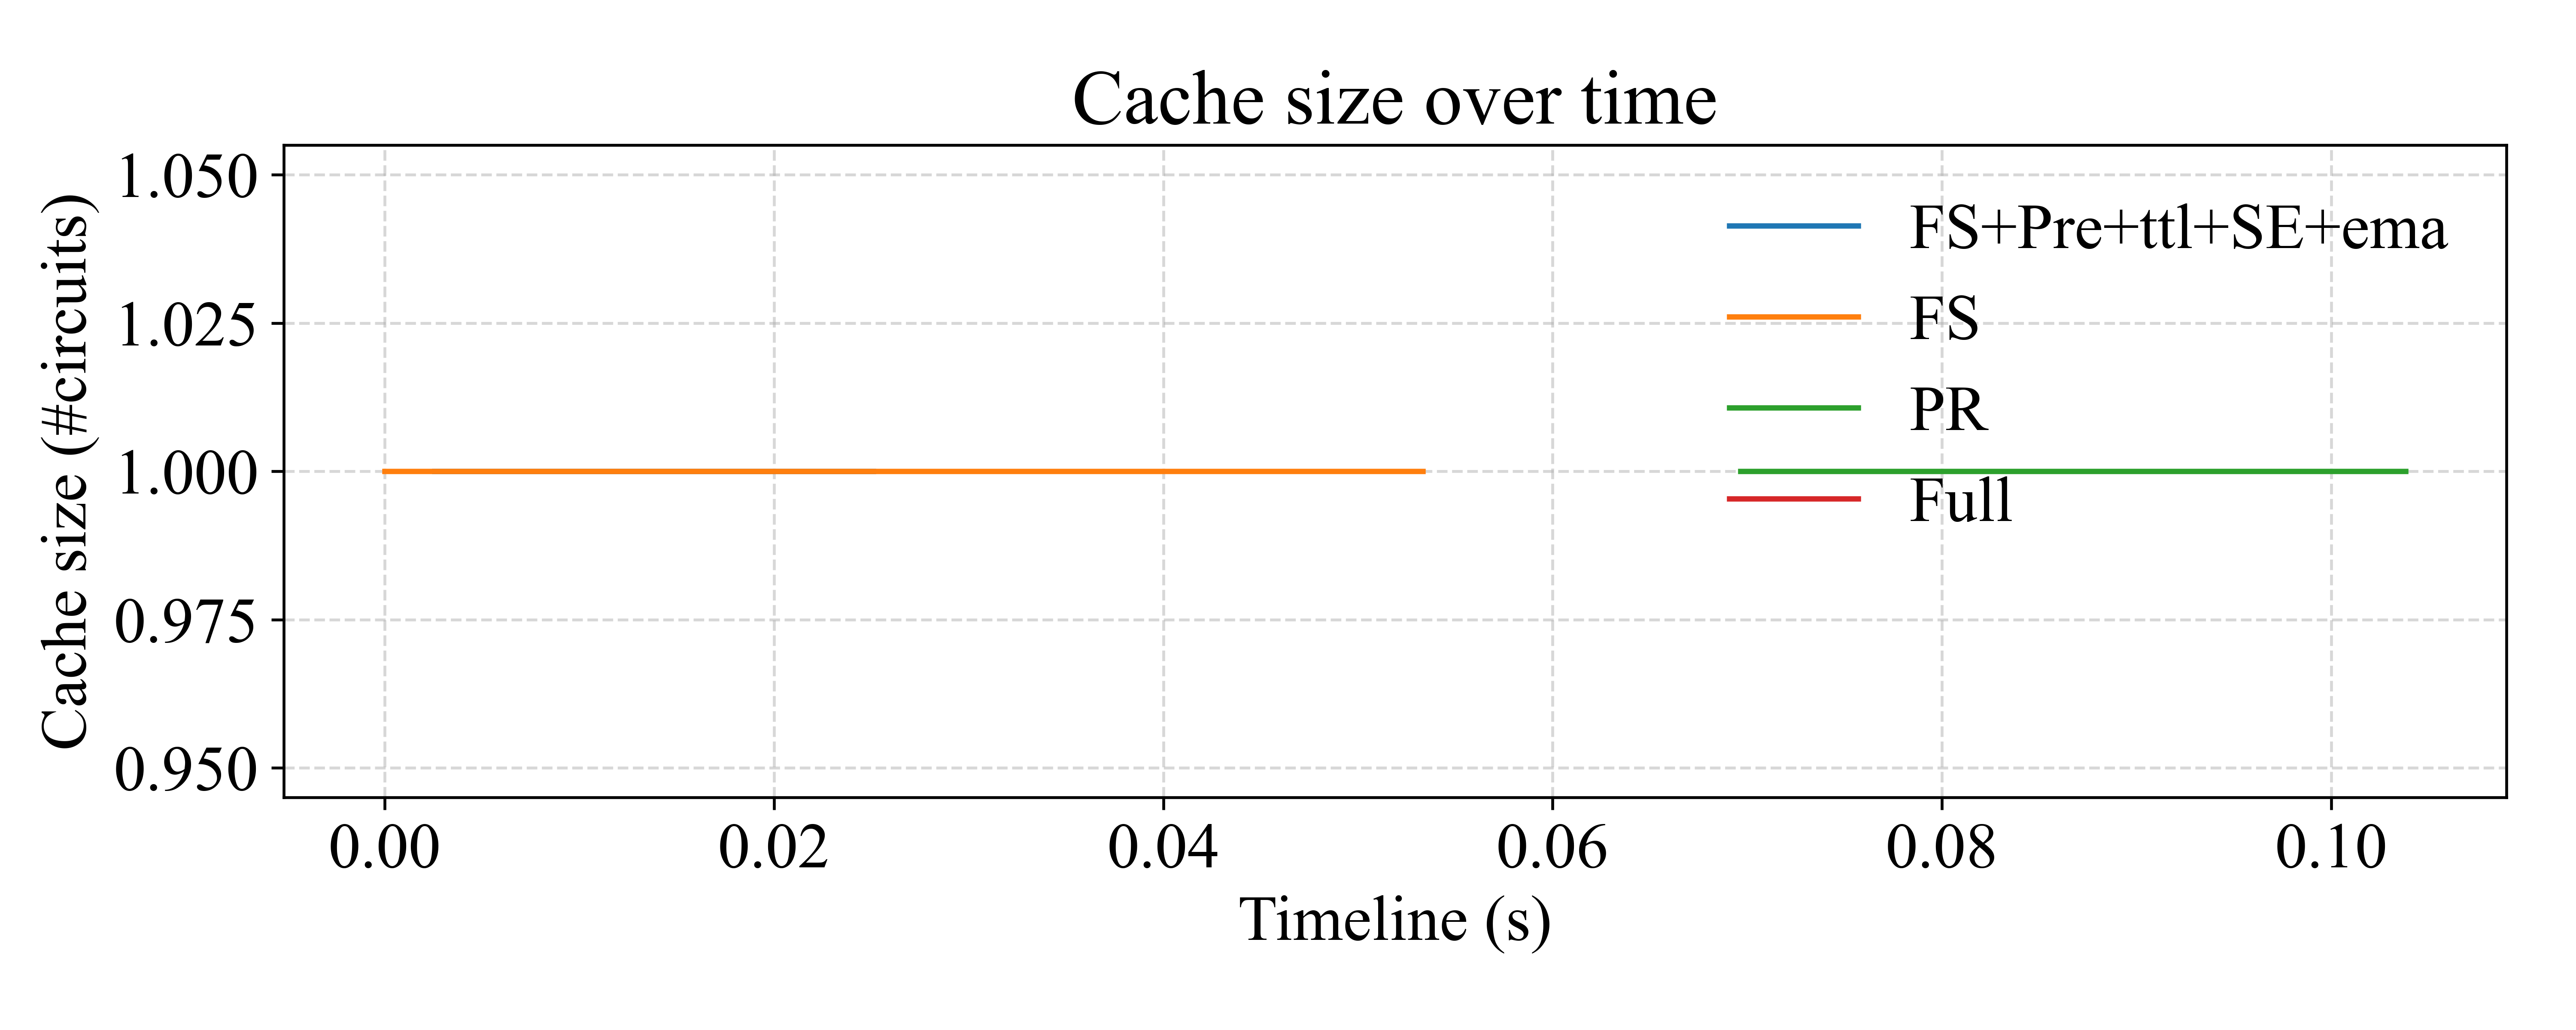 Cache size over time
Cache size (#circuits)
1.050
1.025
1.000
0.975
0.950
FS+Pre+ttl+SE+ema
FS
PR
Full
0.00 0.02 0.04 0.06 0.08 0.10
Timeline (s)